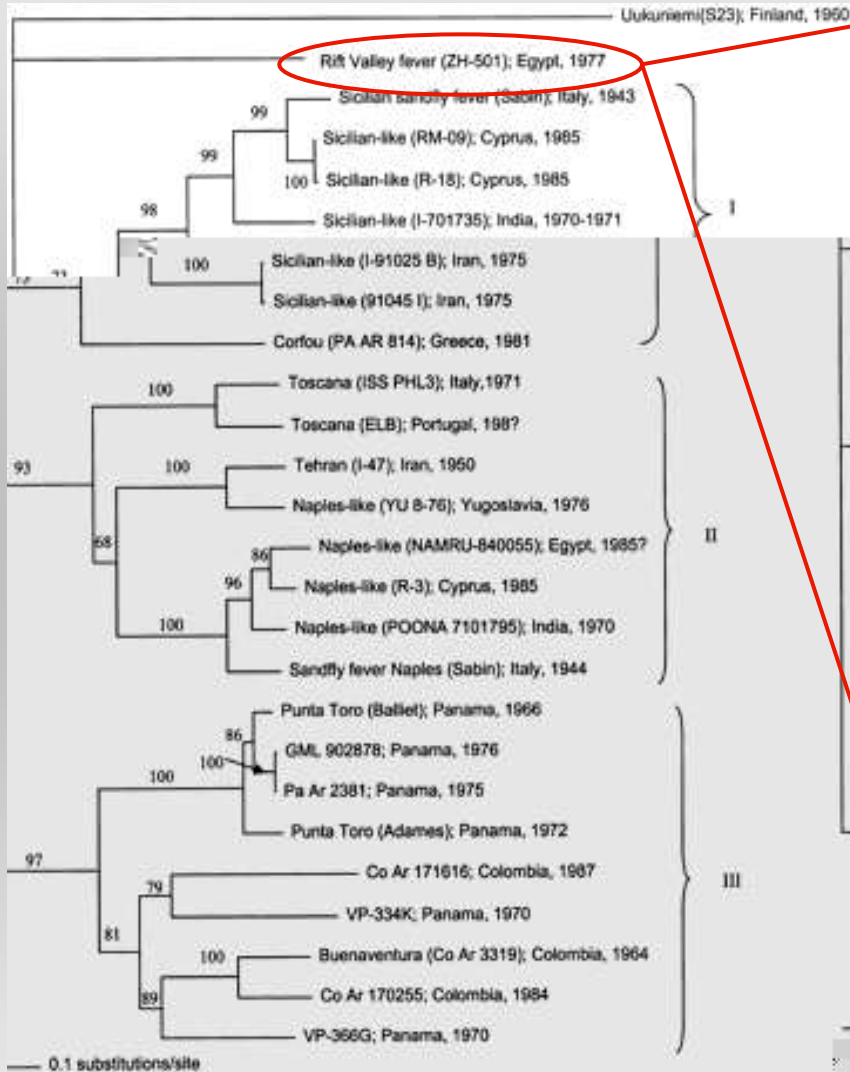 Uukuniemi(S23); Finland, 1960
Rift Valley fever (ZH-501); Egypt, 1977
Sicilian sandfly fever (Sabin); Italy, 1943
99
Sicilian-like (RM-09); Cyprus, 1985
99
100
Sicilian-like (R-18); Cyprus, 1985
I
98
Sicilian-like (I-701735); India, 1970-1971
100
Sicilian-like (I-91025 B); Iran, 1975
Sicilian-like (91045 I); Iran, 1975
Corfou (PA AR 814); Greece, 1981
100
Toscana (ISS PHL3); Italy,1971
Toscana (ELB); Portugal, 198?
93
100
Tehran (I-47); Iran, 1950
Naples-like (YU 8-76); Yugoslavia, 1976
II
68
86
Naples-like (NAMRU-840055); Egypt, 1985?
96
Naples-like (R-3); Cyprus, 1985
100
Naples-like (POONA 7101795); India, 1970
Sandfly fever Naples (Sabin); Italy, 1944
Punta Toro (Balliet); Panama, 1966
86
GML 902878; Panama, 1976
100
100
Pa Ar 2381; Panama, 1975
Punta Toro (Adames); Panama, 1972
97
Co Ar 171616; Colombia, 1987
III
79
VP-334K; Panama, 1970
81
100
Buenaventura (Co Ar 3319); Colombia, 1964
89
Co Ar 170255; Colombia, 1984
VP-366G; Panama, 1970
0.1 substitutions/site